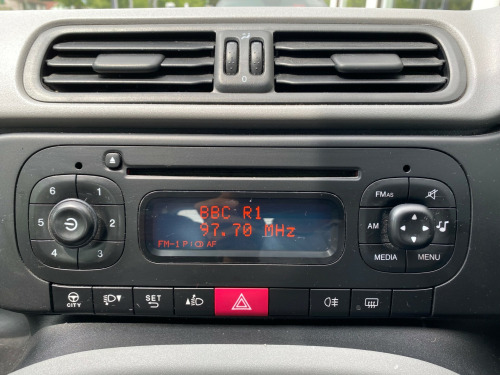 0
6 1
5 2
4 3
BBC R1
97.70 MHz
FM-1 P AF
FMAS
AM
MEDIA MENU
CITY
SET